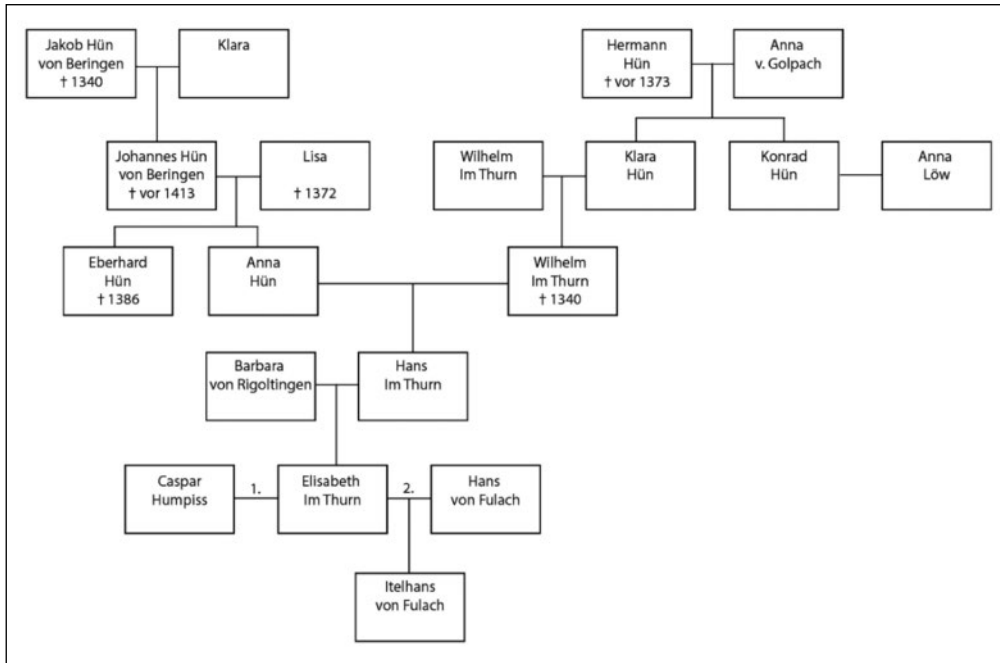 Jakob Hün
von Beringen
† 1340
Klara
Hermann
Hün
† vor 1373
Anna
v. Golpach
Johannes Hün
von Beringen
† vor 1413
Lisa
† 1372
Wilhelm
Im Thurn
Klara
Hün
Konrad
Hün
Anna
Löw
Eberhard
Hün
† 1386
Anna
Hün
Wilhelm
Im Thurn
† 1340
Barbara
von Rigoltingen
Hans
Im Thurn
Caspar
Humpiss
1.
Elisabeth
Im Thurn
2.
Hans
von Fulach
Itelhans
von Fulach